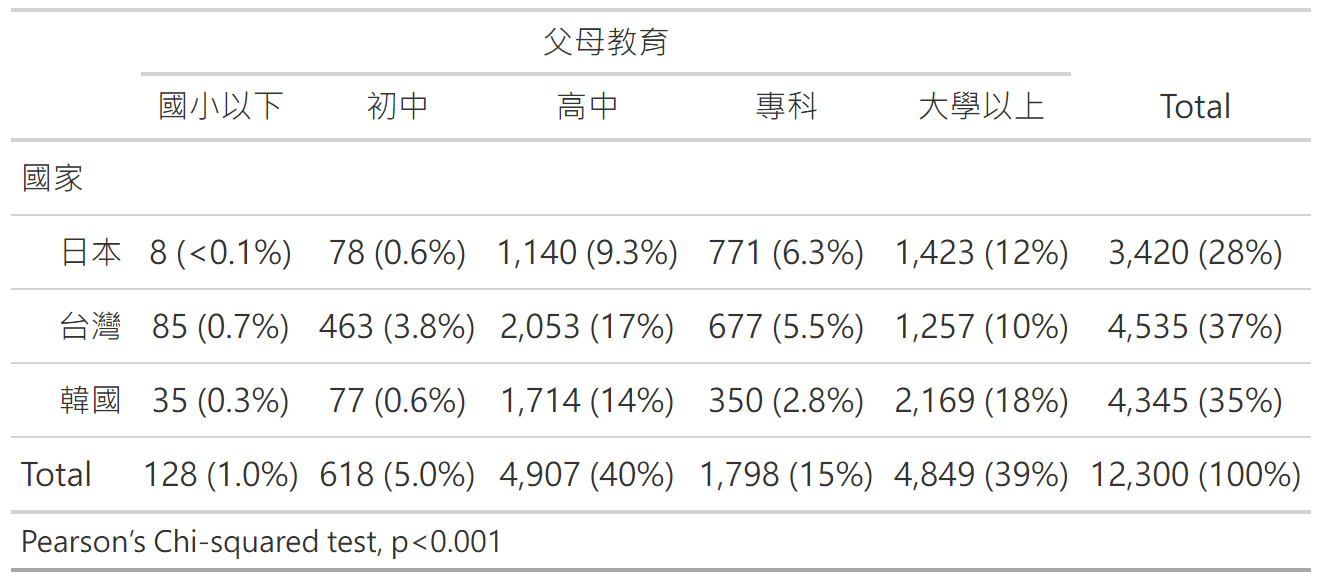 父母教育
國小以下 初中 高中 專科 大學以上 Total
國家
日本 8 (<0.1%) 78 (0.6%) 1,140 (9.3%) 771 (6.3%) 1,423 (12%) 3,420 (28%)
台灣 85 (0.7%) 463 (3.8%) 2,053 (17%) 677 (5.5%) 1,257 (10%) 4,535 (37%)
韓國 35 (0.3%) 77 (0.6%) 1,714 (14%) 350 (2.8%) 2,169 (18%) 4,345 (35%)
Total 128 (1.0%) 618 (5.0%) 4,907 (40%) 1,798 (15%) 4,849 (39%) 12,300 (100%)
Pearson’s Chi-squared test, p<0.001